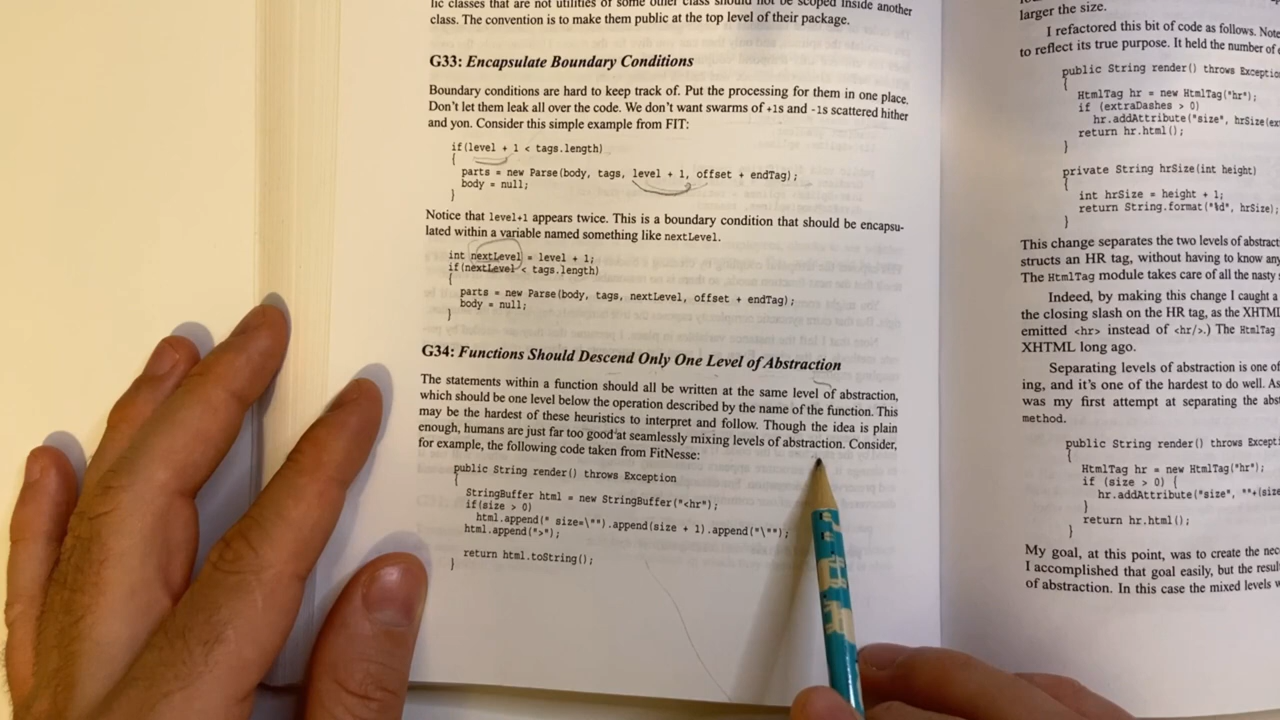 lic classes that are not utilities of some other class should not be scoped inside another
class. The convention is to make them public at the top level of their package.
G33: Encapsulate Boundary Conditions
Boundary conditions are hard to keep track of. Put the processing for them in one place.
Don't let them leak all over the code. We don't want swarms of +1s and -1s scattered hither
and yon. Consider this simple example from FIT:
if(level + 1 < tags.length)
{
parts = new Parse(body, tags, level + 1, offset + endTag);
body = null;
}
Notice that level+1 appears twice. This is a boundary condition that should be encapsu-
lated within a variable named something like nextLevel.
int nextLevel = level + 1;
if(nextLevel < tags.length)
{
parts = new Parse(body, tags, nextLevel, offset + endTag);
body = null;
}
G34: Functions Should Descend Only One Level of Abstraction
The statements within a function should all be written at the same level of abstraction,
which should be one level below the operation described by the name of the function. This
may be the hardest of these heuristics to interpret and follow. Though the idea is plain
enough, humans are just far too good at seamlessly mixing levels of abstraction. Consider,
for example, the following code taken from FitNesse:
public String render() throws Exception
{
StringBuffer html = new StringBuffer("<hr");
if(size > 0)
html.append(" size=\"").append(size + 1).append("\"");
html.append(">");
return html.toString();
}
larger the size.
I refactored this bit of code as follows. Note
to reflect its true purpose. It held the number of
public String render() throws Exceptio
{
HtmlTag hr = new HtmlTag("hr");
if (extraDashes > 0)
hr.addAttribute("size", hrSize(ex
return hr.html();
}
private String hrSize(int height)
{
int hrSize = height + 1;
return String.format("%d", hrSize);
}
This change separates the two levels of abstract
structs an HR tag, without having to know any
The HtmlTag module takes care of all the nasty
Indeed, by making this change I caught a
the closing slash on the HR tag, as the XHTML
emitted <hr> instead of <hr/>.) The HtmlTag
XHTML long ago.
Separating levels of abstraction is one of
ing, and it's one of the hardest to do well. As
was my first attempt at separating the abst
method.
public String render() throws Except
{
HtmlTag hr = new HtmlTag("hr");
if (size > 0) {
hr.addAttribute("size", ""+(size
}
return hr.html();
}
My goal, at this point, was to create the nec
I accomplished that goal easily, but the resul
of abstraction. In this case the mixed levels w